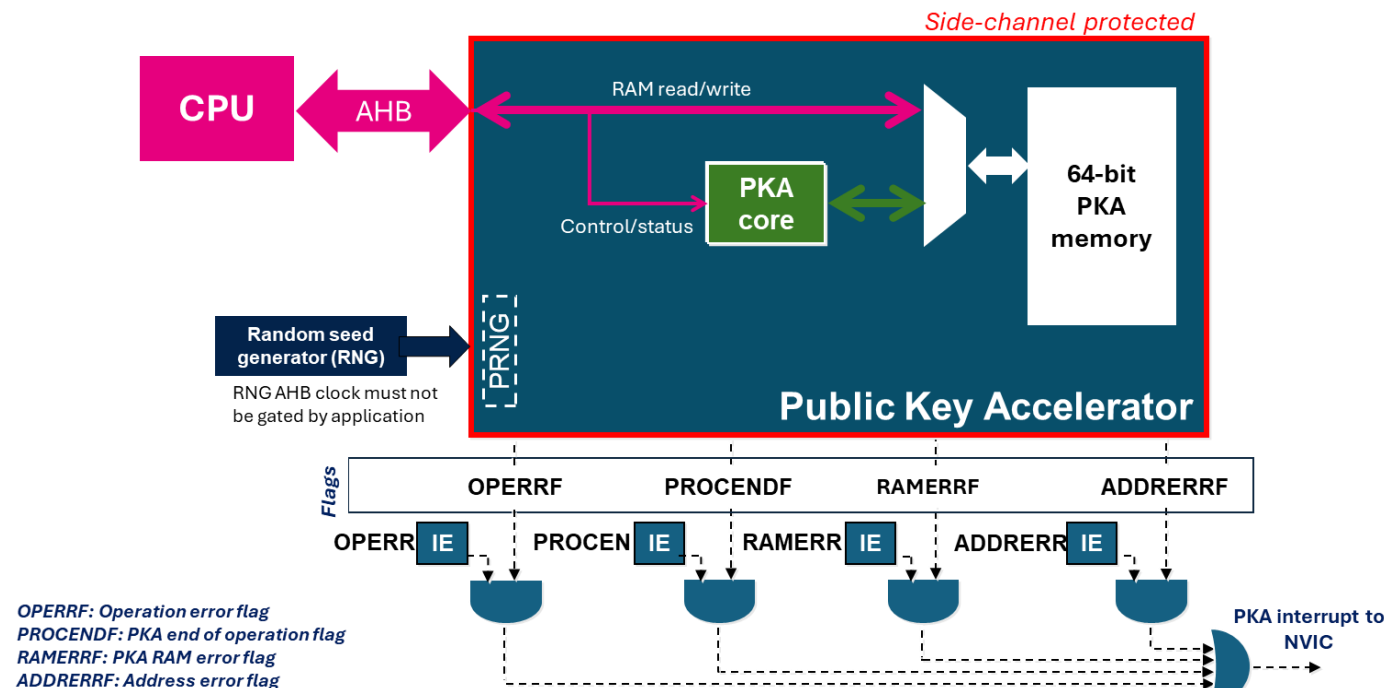 Side-channel protected
CPU
AHB
RAM read/write
PKA
core
Control/status
64-bit
PKA
memory
Random seed
generator (RNG)
RNG AHB clock must not
be gated by application
PRNG
Public Key Accelerator
Flags
OPERRF PROCENDF RAMERRF ADDRERRF
OPERR IE PROCEN IE RAMERR IE ADDRERR IE
OPERRF: Operation error flag
PROCENDF: PKA end of operation flag
RAMERRF: PKA RAM error flag
ADDRERRF: Address error flag
PKA interrupt to
NVIC